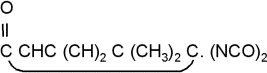 O
||
C CHC (CH)₂ C (CH₃)₂ C. (NCO)₂